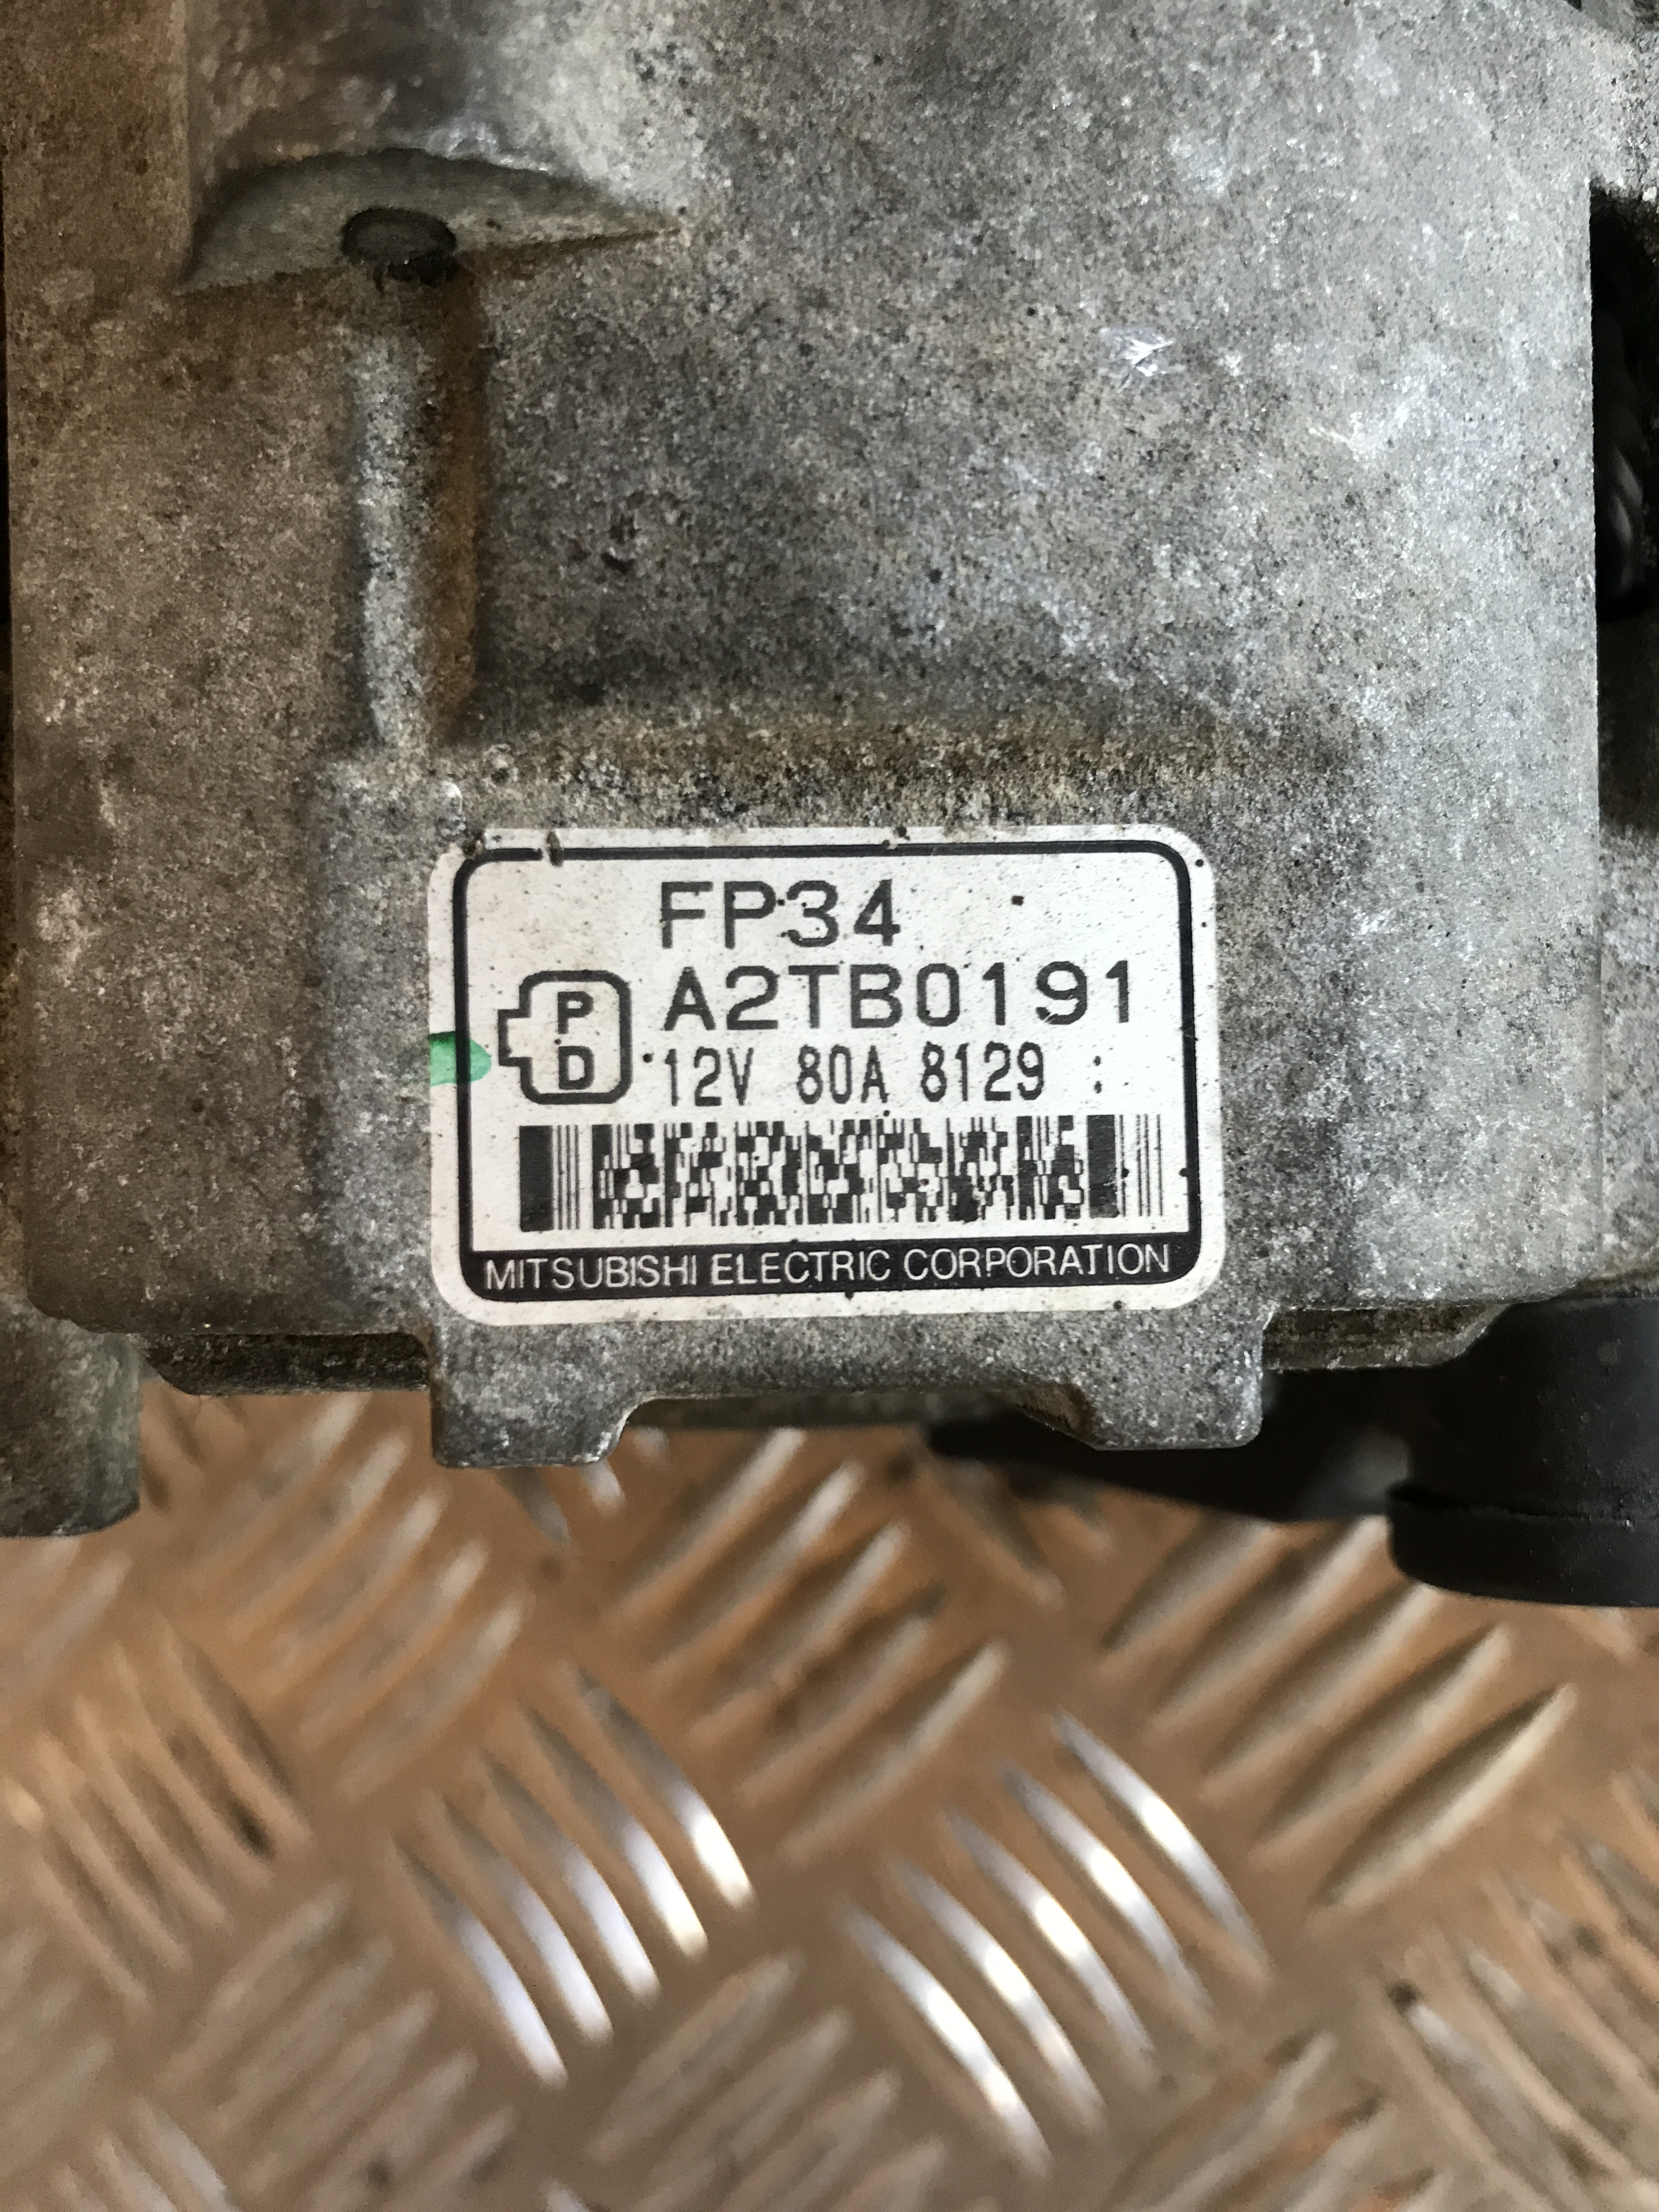 FP34
A2TB0191
P
D
12V 80A 8129 :
MITSUBISHI ELECTRIC CORPORATION